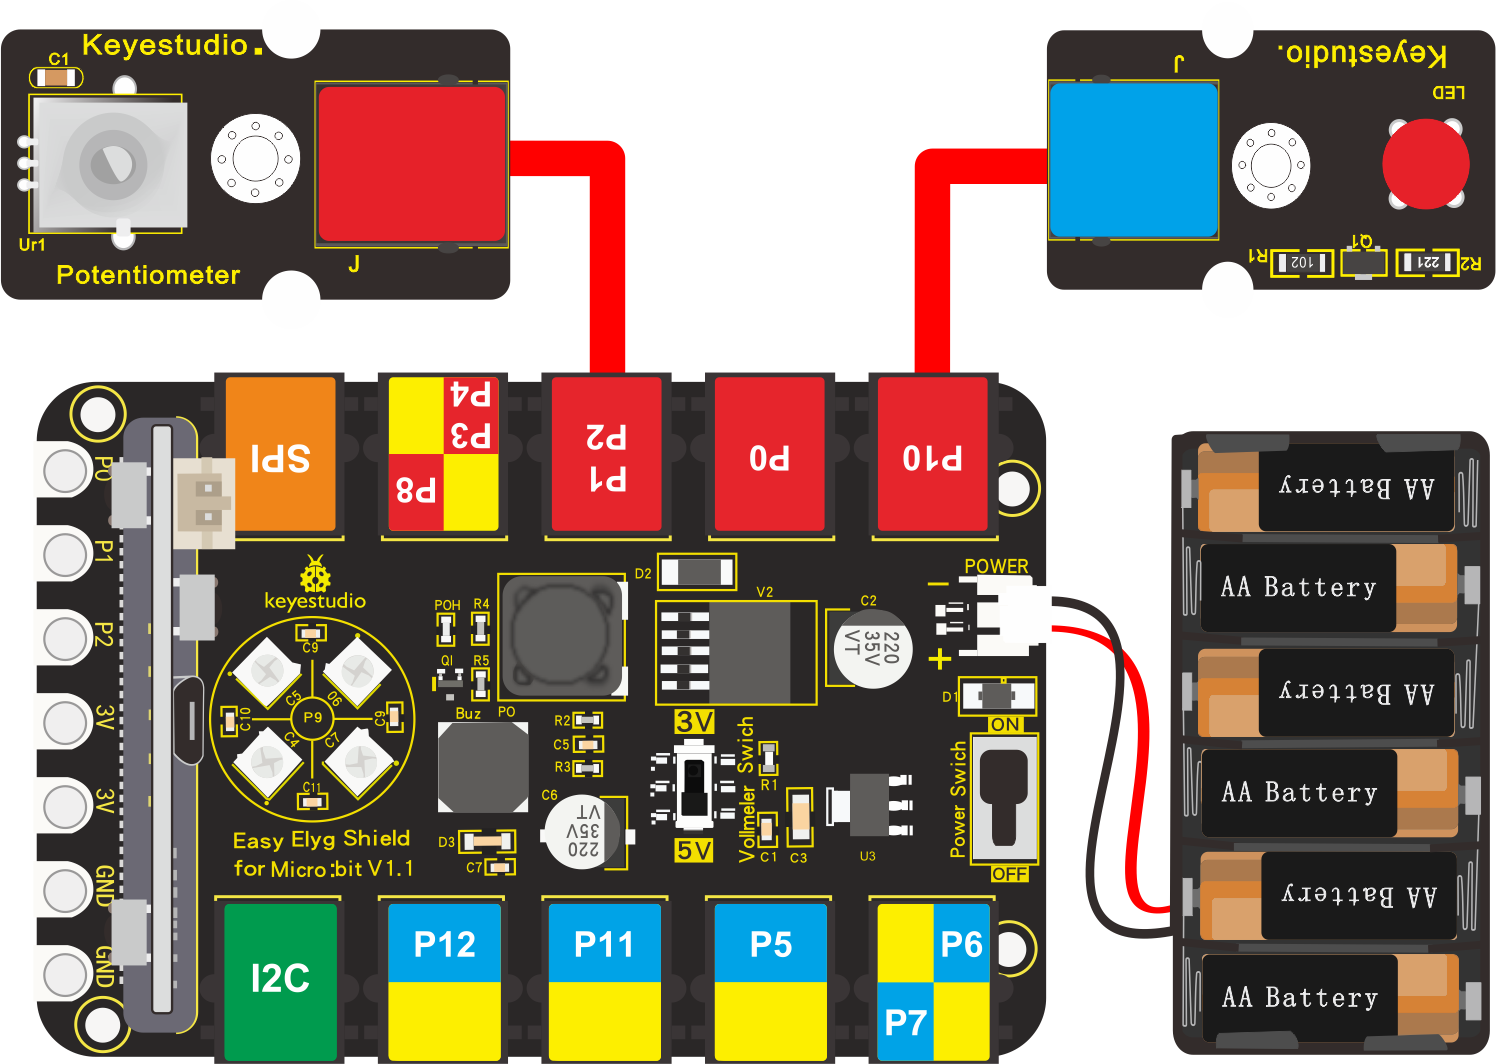 Keyestudio.
C1
Ur1
Potentiometer
J
Keyestudio.
J
LED
R1
102
Q1
221
R2
SPI
P4
P3
P8
P2
P1
P0
P10
P0
P1
P2
3V
3V
GND
GND
keyestudio
C9
C5
06
C10
P9
C9
C4
C7
C11
Easy Elyg Shield
for Micro:bit V1.1
POH
R4
QI
R5
Buz
PO
R2
C5
R3
C6
220
35V
VT
D3
C7
D2
V2
3V
5V
Vollmeler Swich
R1
C1
C3
U3
C2
220
35V
VT
POWER
−
+
D1
ON
Power Swich
OFF
I2C
P12
P11
P5
P6
P7
AA Battery
AA Battery
AA Battery
AA Battery
AA Battery
AA Battery